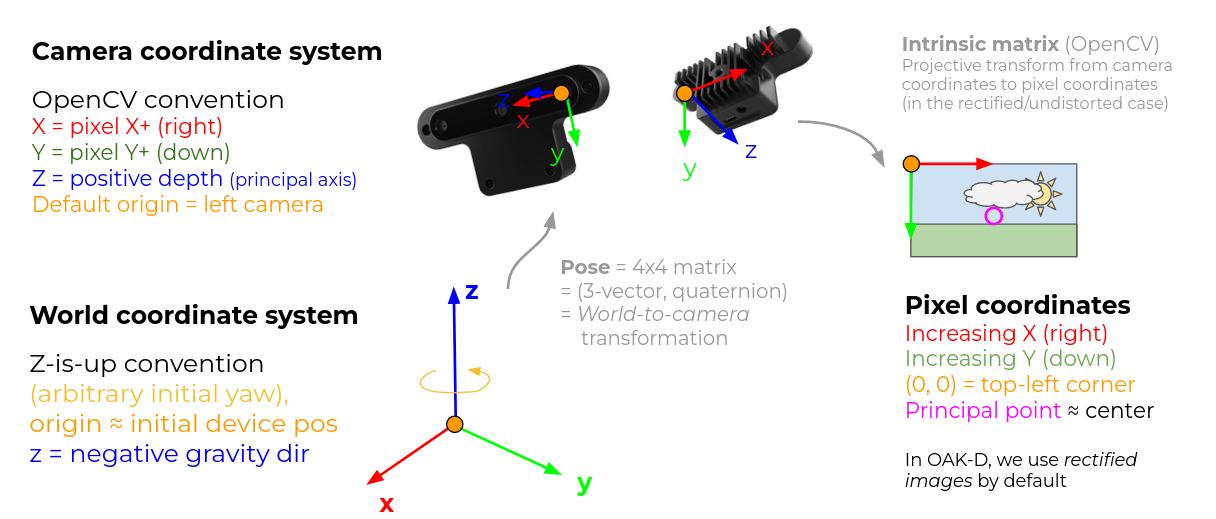 Camera coordinate system
OpenCV convention
X = pixel X+ (right)
Y = pixel Y+ (down)
Z = positive depth (principal axis)
Default origin = left camera
z
x
y
x
z
y
Intrinsic matrix (OpenCV)
Projective transform from camera
coordinates to pixel coordinates
(in the rectified/undistorted case)
Pose = 4x4 matrix
= (3-vector, quaternion)
= World-to-camera
transformation
World coordinate system
Z-is-up convention
(arbitrary initial yaw),
origin ≈ initial device pos
z = negative gravity dir
z
x
y
Pixel coordinates
Increasing X (right)
Increasing Y (down)
(0, 0) = top-left corner
Principal point ≈ center
In OAK-D, we use rectified
images by default